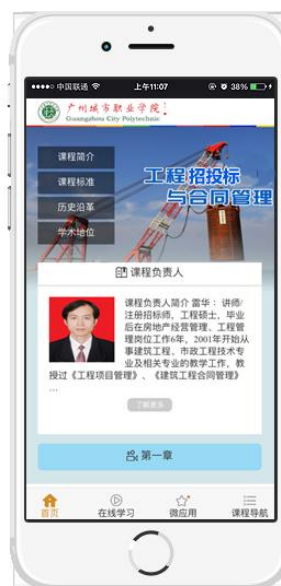 中国联通
上午11:07
38%
广州城市职业学院
Guangzhou City Polytechnic
课程简介
课程标准
历史沿革
学术地位
工程招投标
与合同管理
课程负责人
课程负责人简介 雷华 ：讲师/
注册招标师，工程硕士，毕业
后在房地产经营管理、工程管
理岗位工作6年，2001年开始从
事建筑工程、市政工程技术专
业及相关专业的教学工作，教
授过《工程项目管理》、《建筑工程合同管理》
…
了解更多
第一章
首页
在线学习
微应用
课程导航